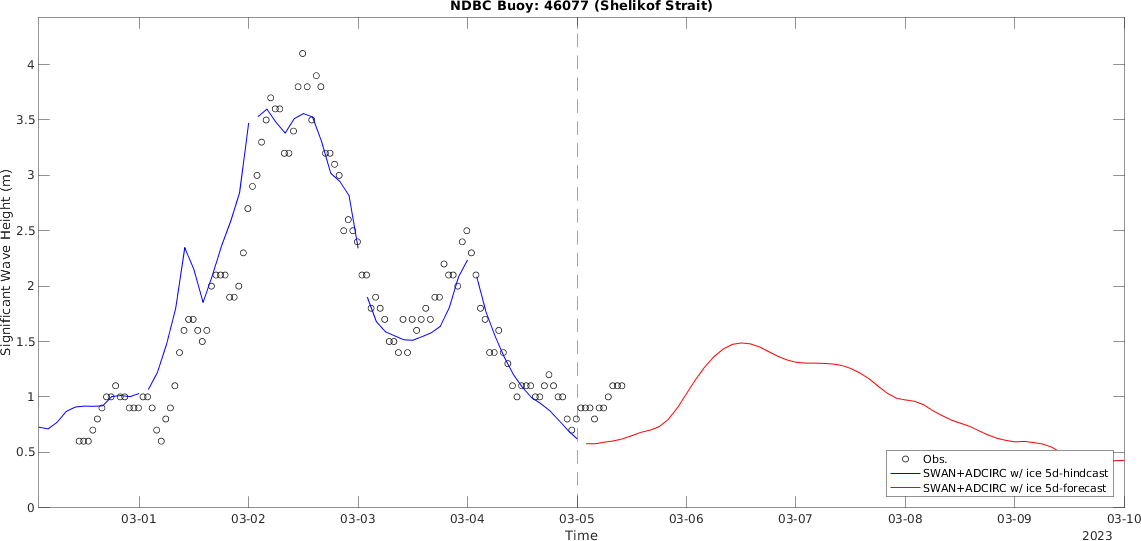 NDBC Buoy: 46077 (Shelikof Strait)
Significant Wave Height (m)
4
3.5
3
2.5
2
1.5
1
0.5
0
Obs.
SWAN+ADCIRC w/ ice 5d-hindcast
SWAN+ADCIRC w/ ice 5d-forecast
03-01 03-02 03-03 03-04 03-05 03-06 03-07 03-08 03-09 03-10
Time
2023